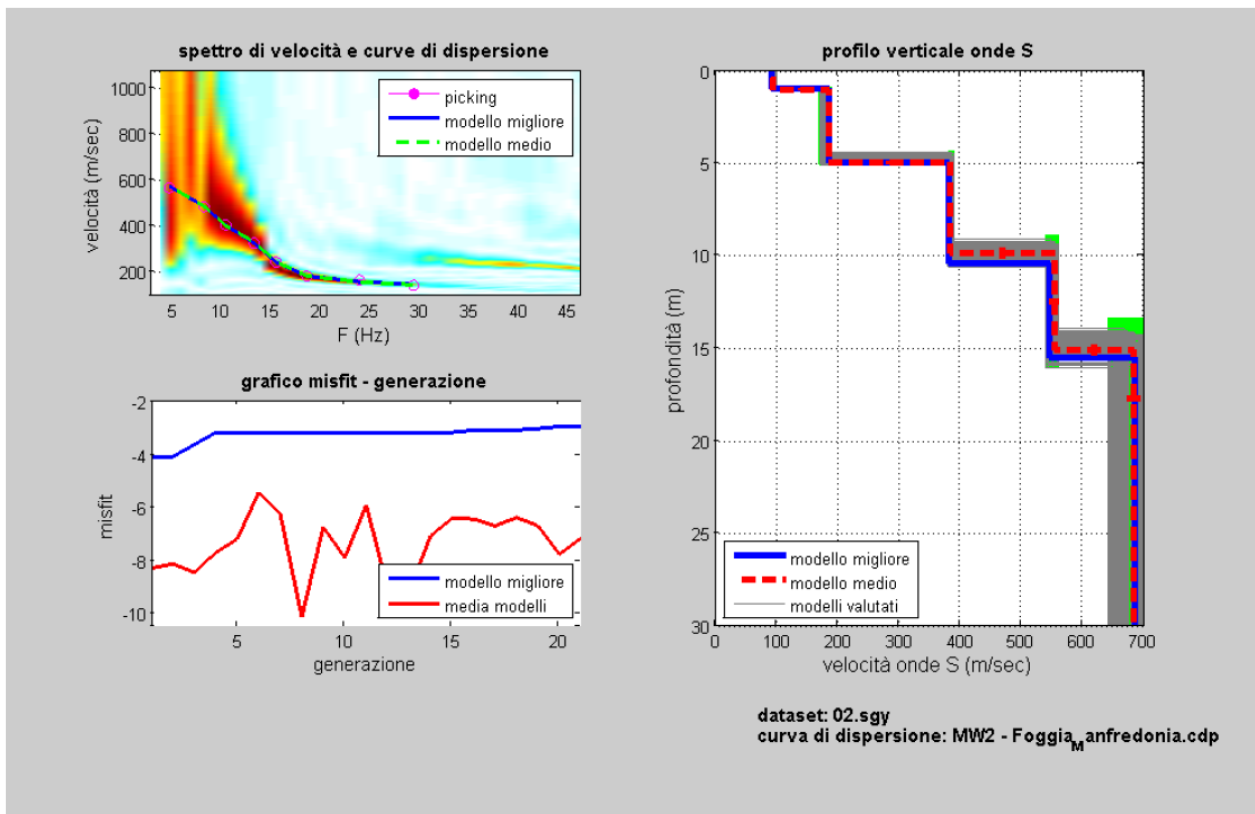 spettro di velocità e curve di dispersione
1000
800
600
400
200
velocità (m/sec)
picking
modello migliore
modello medio
5 10 15 20 25 30 35 40 45
F (Hz)
grafico misfit - generazione
-2
-4
-6
-8
-10
misfit
modello migliore
media modelli
5 10 15 20
generazione
profilo verticale onde S
0
5
10
15
20
25
30
profondità (m)
modello migliore
modello medio
modelli valutati
0 100 200 300 400 500 600 700
velocità onde S (m/sec)
dataset: 02.sgy
curva di dispersione: MW2 - Foggia_Manfredonia.cdp